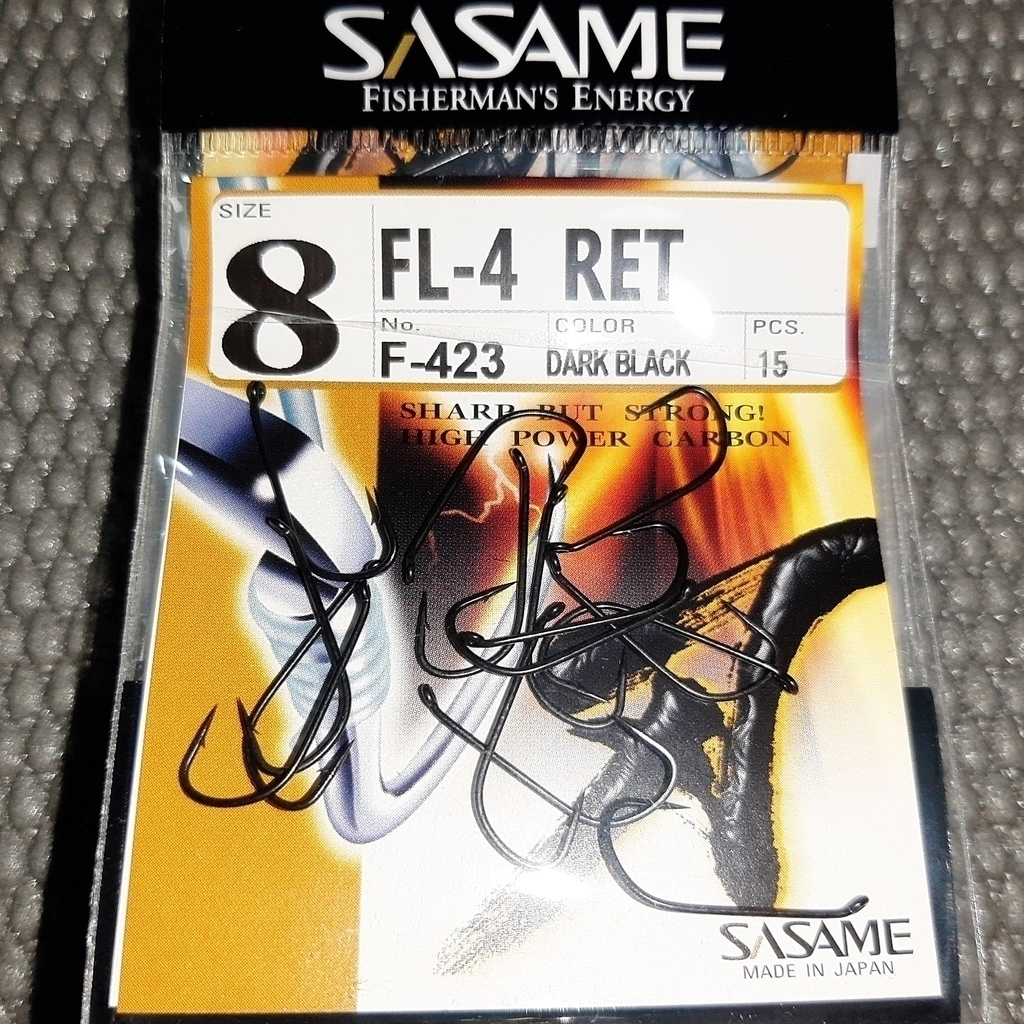 SASAME
FISHERMAN'S ENERGY
SIZE
8
FL-4 RET
No.
F-423
COLOR
DARK BLACK
PCS.
15
SHARP BUT STRONG!
HIGH POWER CARBON
SASAME
MADE IN JAPAN